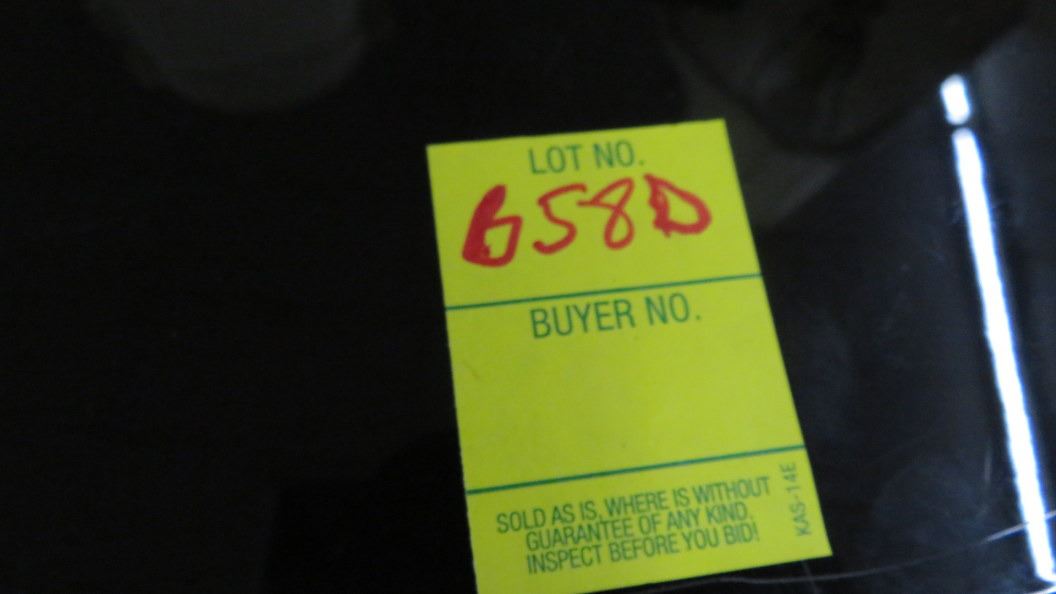 LOT NO.
658D
BUYER NO.
SOLD AS IS, WHERE IS WITHOUT
GUARANTEE OF ANY KIND.
INSPECT BEFORE YOU BID!
KAS-14E